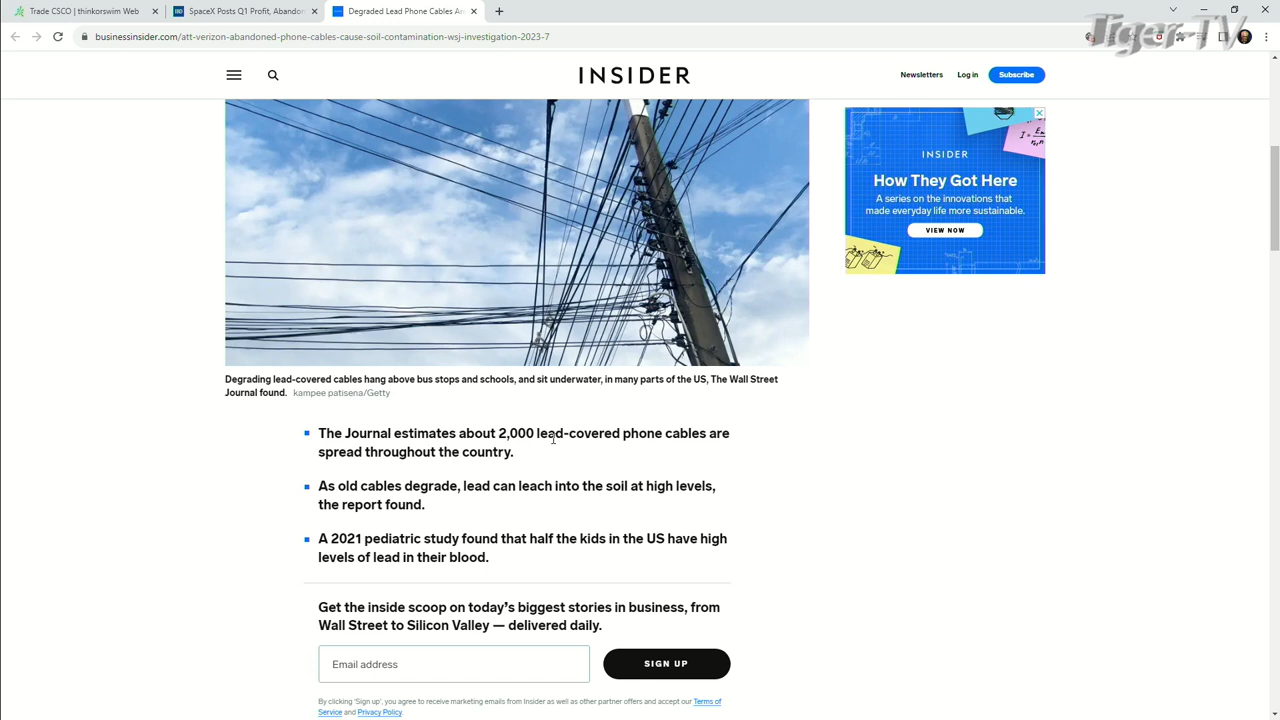 Trade CSCO | thinkorswim Web
SpaceX Posts Q1 Profit, Abandon
Degraded Lead Phone Cables Are
businessinsider.com/att-verizon-abandoned-phone-cables-cause-soil-contamination-wsj-investigation-2023-7
Tiger-TV
INSIDER
Newsletters Log in Subscribe
INSIDER
How They Got Here
A series on the innovations that
made everyday life more sustainable.
VIEW NOW
Degrading lead-covered cables hang above bus stops and schools, and sit underwater, in many parts of the US, The Wall Street
Journal found. kampee patisena/Getty
The Journal estimates about 2,000 lead-covered phone cables are
spread throughout the country.
As old cables degrade, lead can leach into the soil at high levels,
the report found.
A 2021 pediatric study found that half the kids in the US have high
levels of lead in their blood.
Get the inside scoop on today's biggest stories in business, from
Wall Street to Silicon Valley — delivered daily.
Email address
SIGN UP
By clicking 'Sign up', you agree to receive marketing emails from Insider as well as other partner offers and accept our Terms of
Service and Privacy Policy.